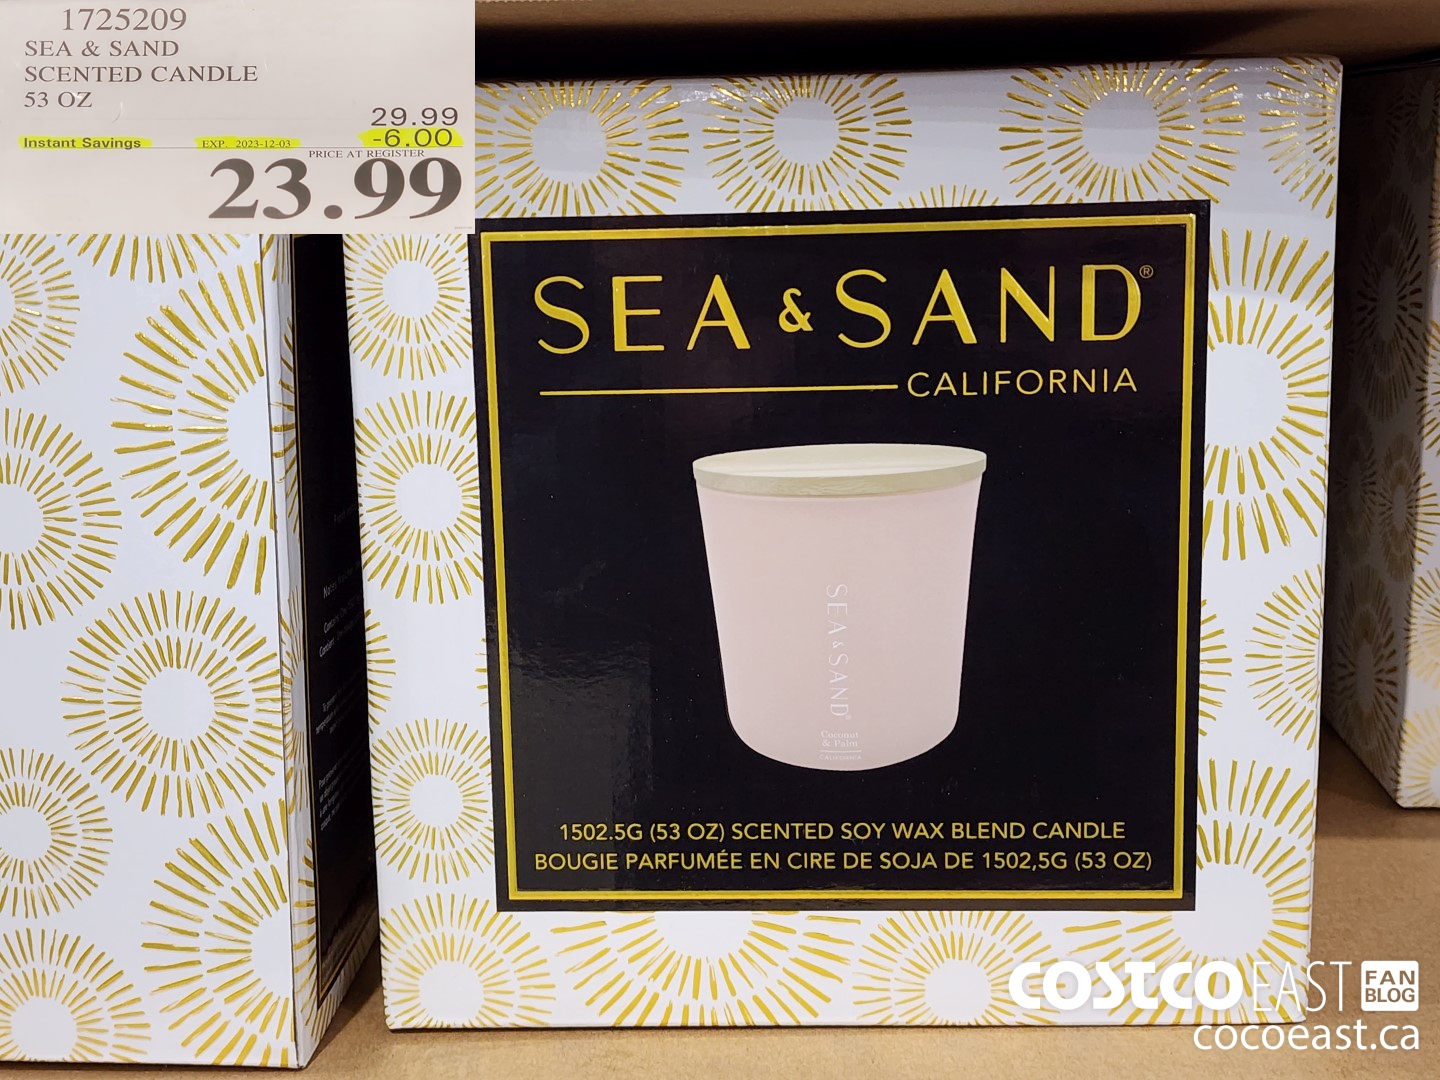 1725209
SEA & SAND
SCENTED CANDLE
53 OZ
29.99
Instant Savings EXP. 2023-12-03 -6.00
PRICE AT REGISTER
23.99
SEA & SAND®
CALIFORNIA
SEA & SAND®
Coconut
& Palm
CALIFORNIA
1502.5G (53 OZ) SCENTED SOY WAX BLEND CANDLE
BOUGIE PARFUMÉE EN CIRE DE SOJA DE 1502,5G (53 OZ)
COSTCO EAST FAN
BLOG
cocoeast.ca